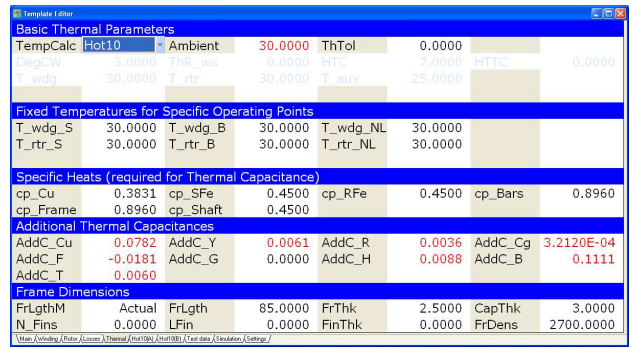 Template Editor
Basic Thermal Parameters
TempCalc Hot10 Ambient 30.0000 ThTol 0.0000
DegCW 3.0000 ThR_ws 0.0000 HTC 7.0000 HTTC 0.0000
T_wdg 30.0000 T_rtr 30.0000 T_aux 25.0000
Fixed Temperatures for Specific Operating Points
T_wdg_S 30.0000 T_wdg_B 30.0000 T_wdg_NL 30.0000
T_rtr_S 30.0000 T_rtr_B 30.0000 T_rtr_NL 30.0000
Specific Heats (required for Thermal Capacitance)
cp_Cu 0.3831 cp_SFe 0.4500 cp_RFe 0.4500 cp_Bars 0.8960
cp_Frame 0.8960 cp_Shaft 0.4500
Additional Thermal Capacitances
AddC_Cu 0.0782 AddC_Y 0.0061 AddC_R 0.0036 AddC_Cg 3.2120E-04
AddC_F -0.0181 AddC_G 0.0000 AddC_H 0.0088 AddC_B 0.1111
AddC_T 0.0060
Frame Dimensions
FrLgthM Actual FrLgth 85.0000 FrThk 2.5000 CapThk 3.0000
N_Fins 0.0000 LFin 0.0000 FinThk 0.0000 FrDens 2700.0000
Main Winding Rotor Losses Thermal Hot10(A) Hot10(B) Test data Simulation Settings